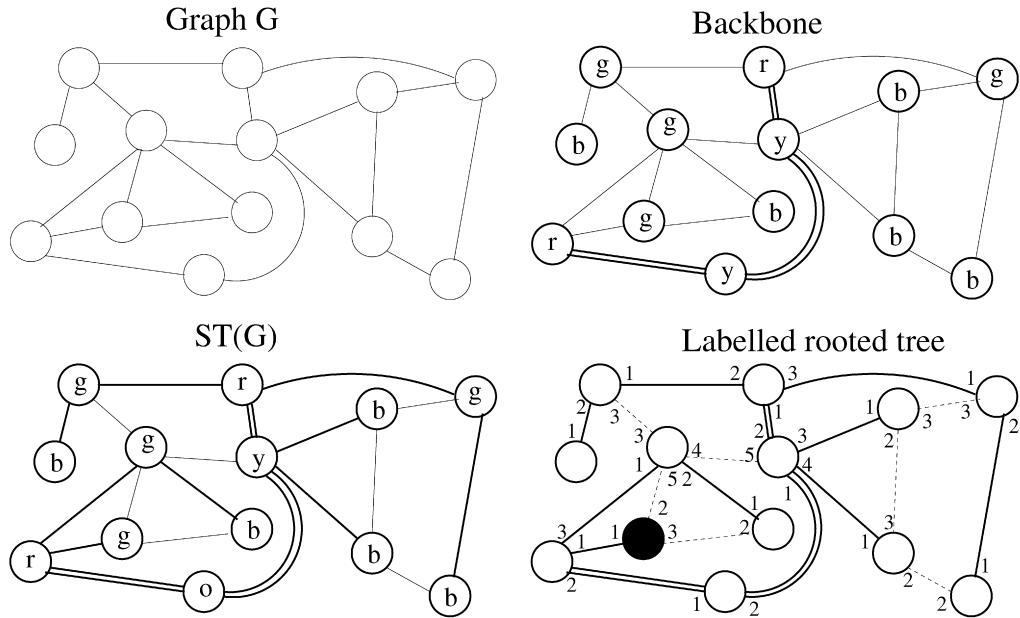 Graph G
Backbone
g r g
b
g y
b
g b
r b
y b
ST(G)
g r g
b
g y
b
b
g
r b
o b
Labelled rooted tree
1 2 3 1
2 3 1 1 3 3 2
1 3 2 3 2
4 5 4
1 5 2 1
2 1
3 1 1 3 2 3 1
2 2 2 1
1 2 2